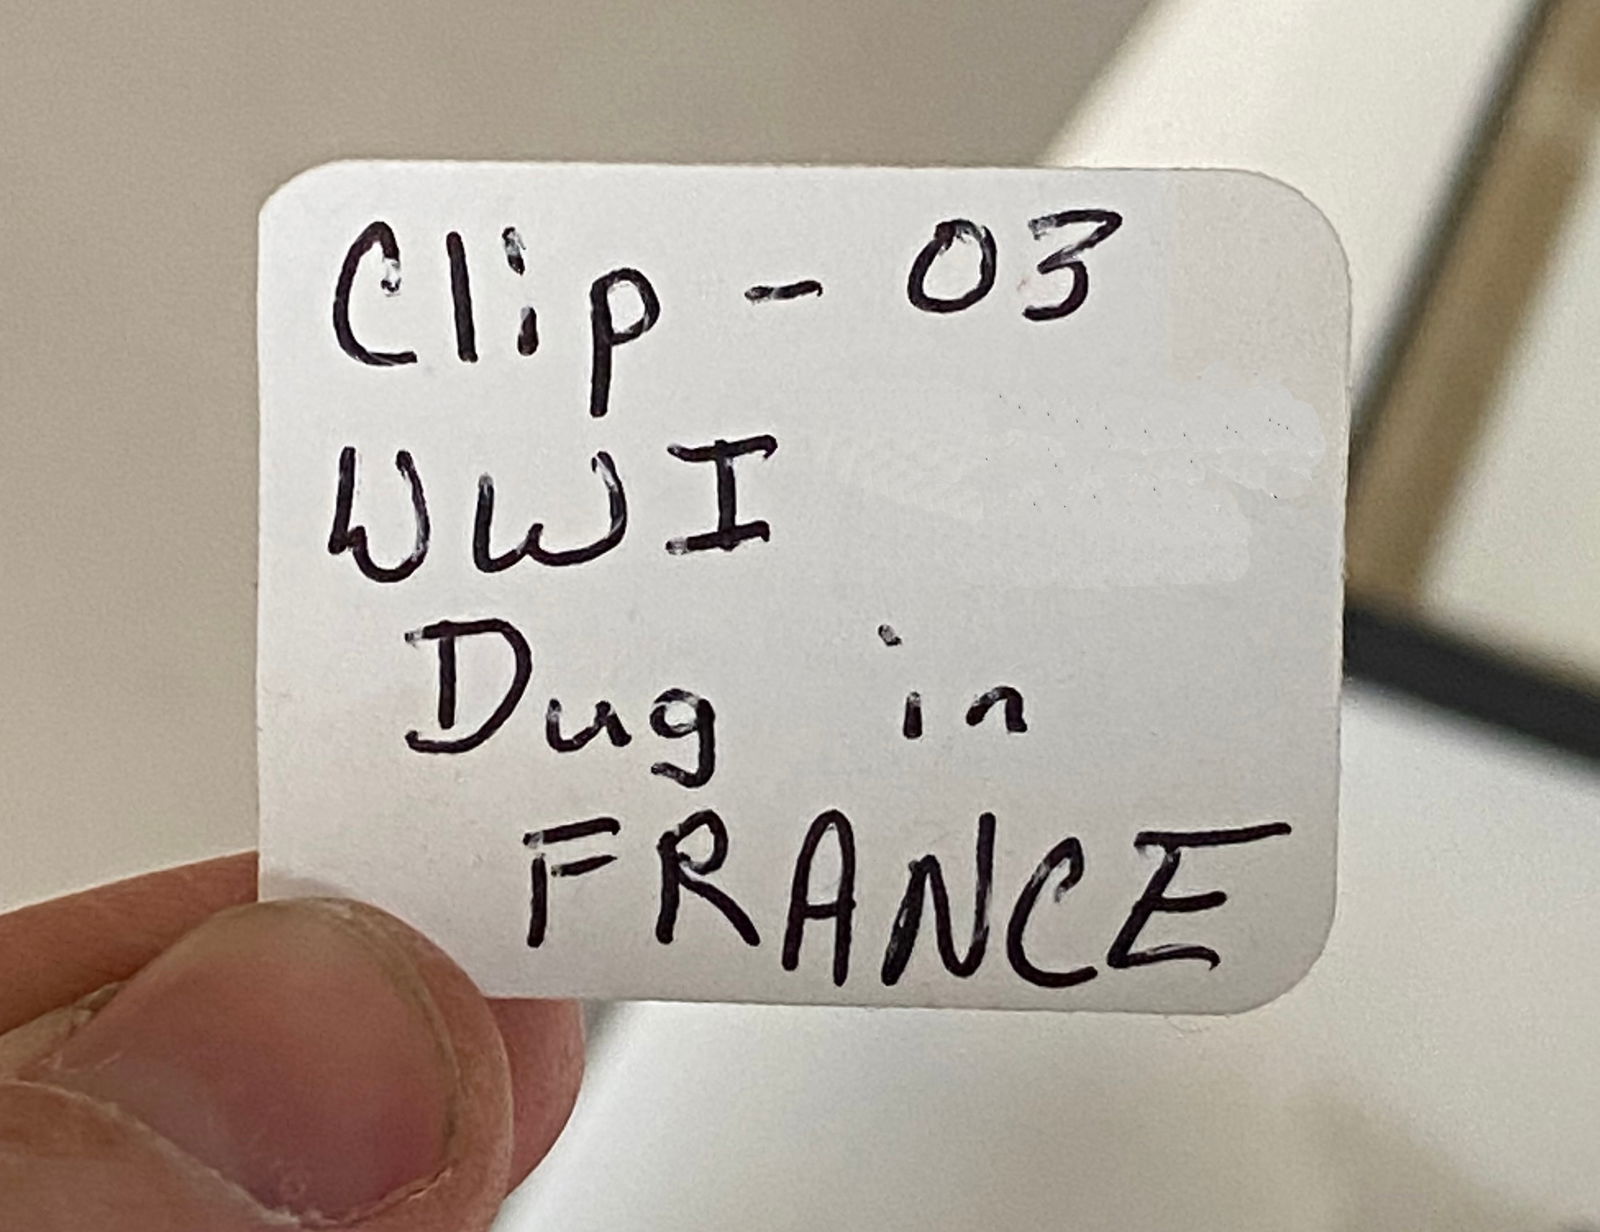 Clip - 03
WWI
Dug in
FRANCE